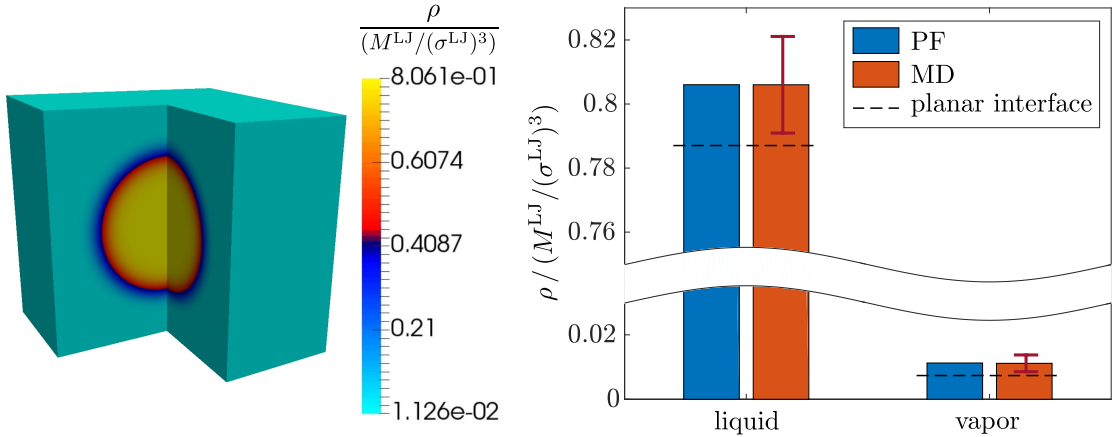 ρ
(M^LJ/(σ^LJ)^3)
8.061e-01
0.6074
0.4087
0.21
1.126e-02
ρ / (M^LJ/(σ^LJ)^3)
0.82
0.8
0.78
0.76
0.02
0
PF
MD
planar interface
liquid
vapor